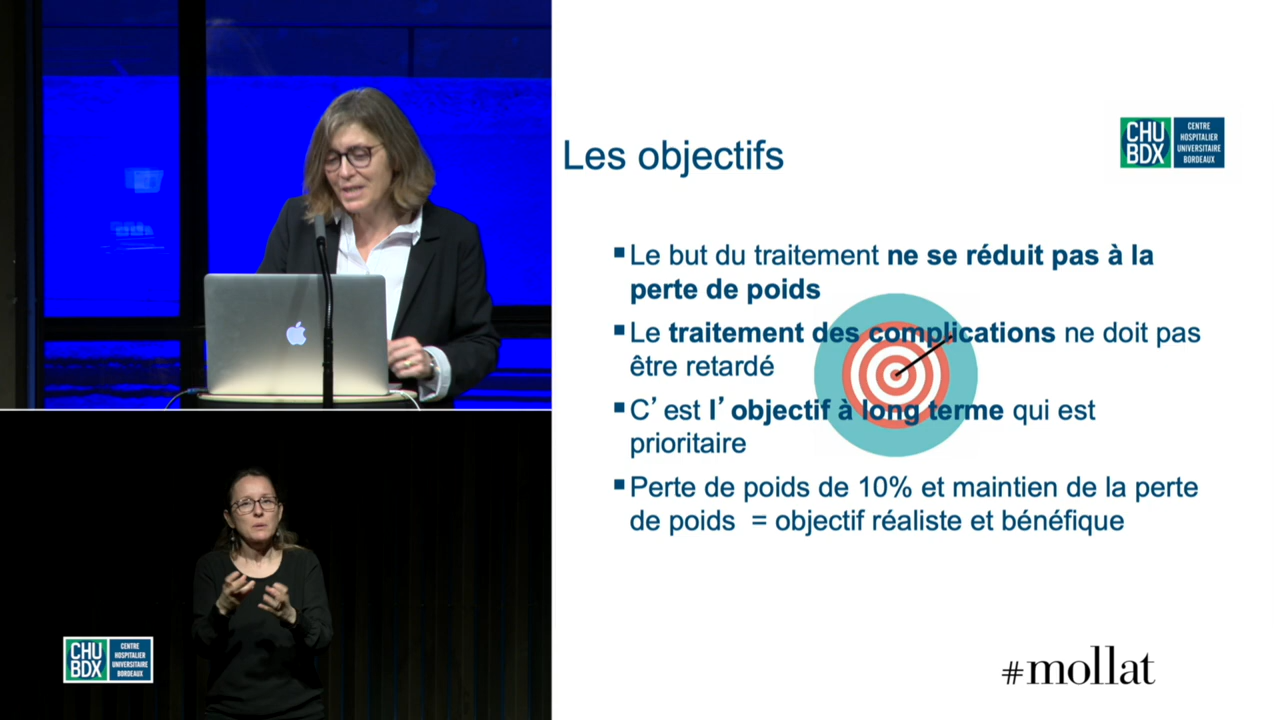 Les objectifs
CHU
BDX
CENTRE
HOSPITALIER
UNIVERSITAIRE
BORDEAUX
▪Le but du traitement ne se réduit pas à la
perte de poids
▪Le traitement des complications ne doit pas
être retardé
▪C’est l’objectif à long terme qui est
prioritaire
▪Perte de poids de 10% et maintien de la perte
de poids = objectif réaliste et bénéfique
CHU
BDX
CENTRE
HOSPITALIER
UNIVERSITAIRE
BORDEAUX
#mollat